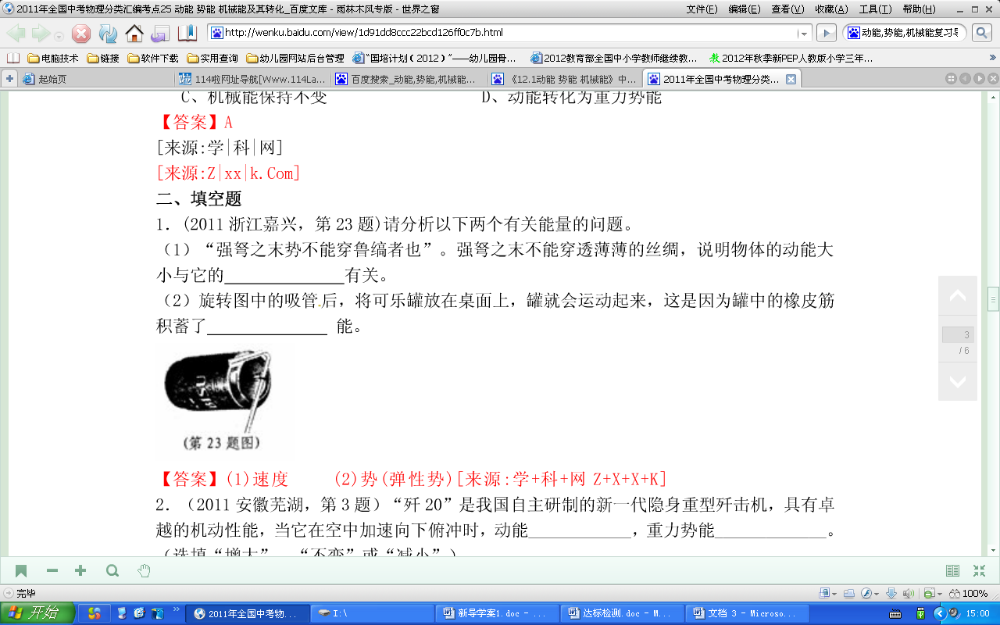 2011年全国中考物理分类汇编考点25 动能 势能 机械能及其转化_百度文库 - 雨林木风专版 - 世界之窗
文件(F) 编辑(E) 查看(V) 收藏(A) 工具(T) 帮助(H)
http://wenku.baidu.com/view/1d91dd8ccc22bcd126ff0c7b.html
动能,势能,机械能复习导
电脑技术 链接 软件下载 实用查询 幼儿园网站后台管理 “国培计划（2012）”——幼儿园骨... 2012教育部全国中小学教师继续教... 2012年秋季新PEP人教版小学三年...
起始页 114啦网址导航[Www.114La... 百度搜索_动能,势能,机械能... 《12.1动能 势能 机械能》中... 2011年全国中考物理分类...
C、机械能保持不变 D、动能转化为重力势能
【答案】A
[来源:学|科|网]
[来源:Z|xx|k.Com]
二、填空题
1．(2011浙江嘉兴，第23题)请分析以下两个有关能量的问题。
（1）“强弩之末势不能穿鲁缟者也”。强弩之末不能穿透薄薄的丝绸，说明物体的动能大
小与它的______________有关。
（2）旋转图中的吸管后，将可乐罐放在桌面上，罐就会运动起来，这是因为罐中的橡皮筋
积蓄了______________ 能。
(第 23 题图)
【答案】(1)速度 (2)势(弹性势)[来源:学+科+网 Z+X+X+K]
2．（2011安徽芜湖，第3题）“歼20”是我国自主研制的新一代隐身重型歼击机，具有卓
越的机动性能，当它在空中加速向下俯冲时，动能____________，重力势能_____________。
（选填“增大”、“不变”或“减小”）
3
/ 6
完毕
100%
开始
2011年全国中考物...
I:\
新导学案1.doc - ...
达标检测.doc - M...
文档 3 - Microso...
15:00